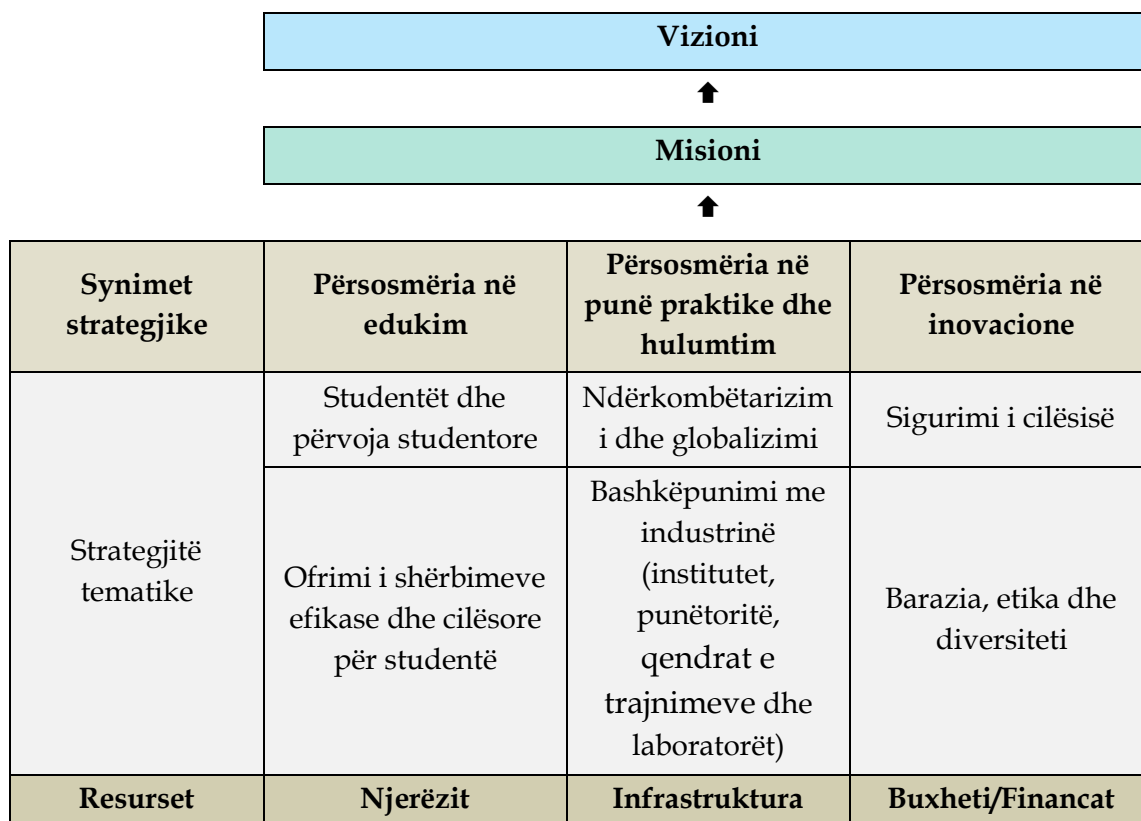 Vizioni
Misioni
Synimet
strategjike
Përsosmëria në
edukim
Përsosmëria në
punë praktike dhe
hulumtim
Përsosmëria në
inovacione
Strategjitë
tematike
Studentët dhe
përvoja studentore
Ndërkombëtarizim
i dhe globalizimi
Sigurimi i cilësisë
Ofrimi i shërbimeve
efikase dhe cilësore
për studentë
Bashkëpunimi me
industrinë
(institutet,
punëtoritë,
qendrat e
trajnimeve dhe
laboratorët)
Barazia, etika dhe
diversiteti
Resurset
Njerëzit
Infrastruktura
Buxheti/Financat